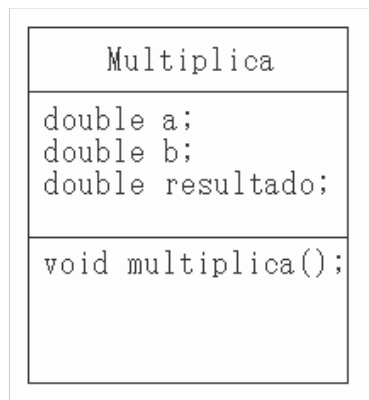 Multiplica
double a;
double b;
double resultado;
void multiplica();